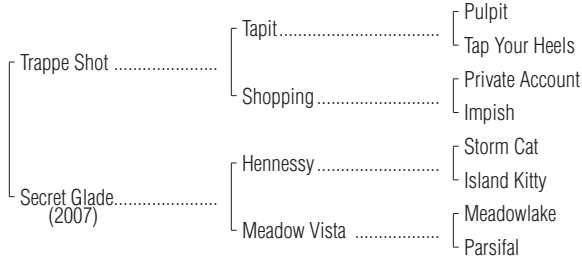 Pulpit
Tapit
Tap Your Heels
Trappe Shot
Private Account
Shopping
Impish
Storm Cat
Hennessy
Island Kitty
Secret Glade
(2007)
Meadowlake
Meadow Vista
Parsifal